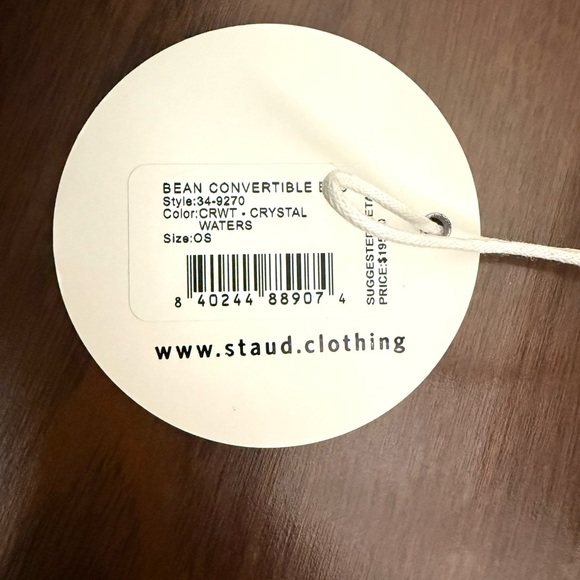 BEAN CONVERTIBLE
Style:34-9270
Color:CRWT • CRYSTAL
WATERS
Size:OS
8 40244 88907 4
SUGGESTED
PRICE:$195
www.staud.clothing